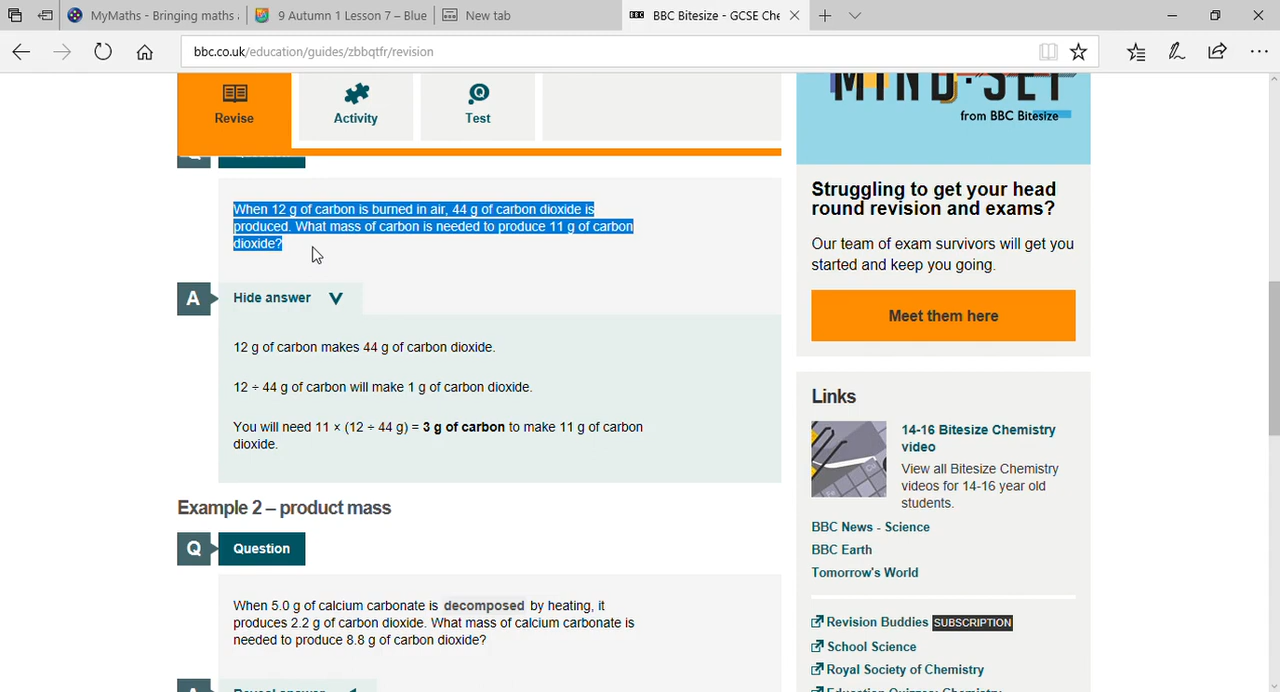 MyMaths - Bringing maths
9 Autumn 1 Lesson 7 – Blue
New tab
BBC Bitesize - GCSE Che
bbc.co.uk/education/guides/zbbqtfr/revision
Revise
Activity
Test
When 12 g of carbon is burned in air, 44 g of carbon dioxide is
produced. What mass of carbon is needed to produce 11 g of carbon
dioxide?
A
Hide answer
12 g of carbon makes 44 g of carbon dioxide.
12 ÷ 44 g of carbon will make 1 g of carbon dioxide.
You will need 11 × (12 ÷ 44 g) = 3 g of carbon to make 11 g of carbon
dioxide.
Example 2 – product mass
Q
Question
When 5.0 g of calcium carbonate is decomposed by heating, it
produces 2.2 g of carbon dioxide. What mass of calcium carbonate is
needed to produce 8.8 g of carbon dioxide?
MIND·SET
from BBC Bitesize
Struggling to get your head
round revision and exams?
Our team of exam survivors will get you
started and keep you going.
Meet them here
Links
14-16 Bitesize Chemistry
video
View all Bitesize Chemistry
videos for 14-16 year old
students.
BBC News - Science
BBC Earth
Tomorrow's World
Revision Buddies SUBSCRIPTION
School Science
Royal Society of Chemistry